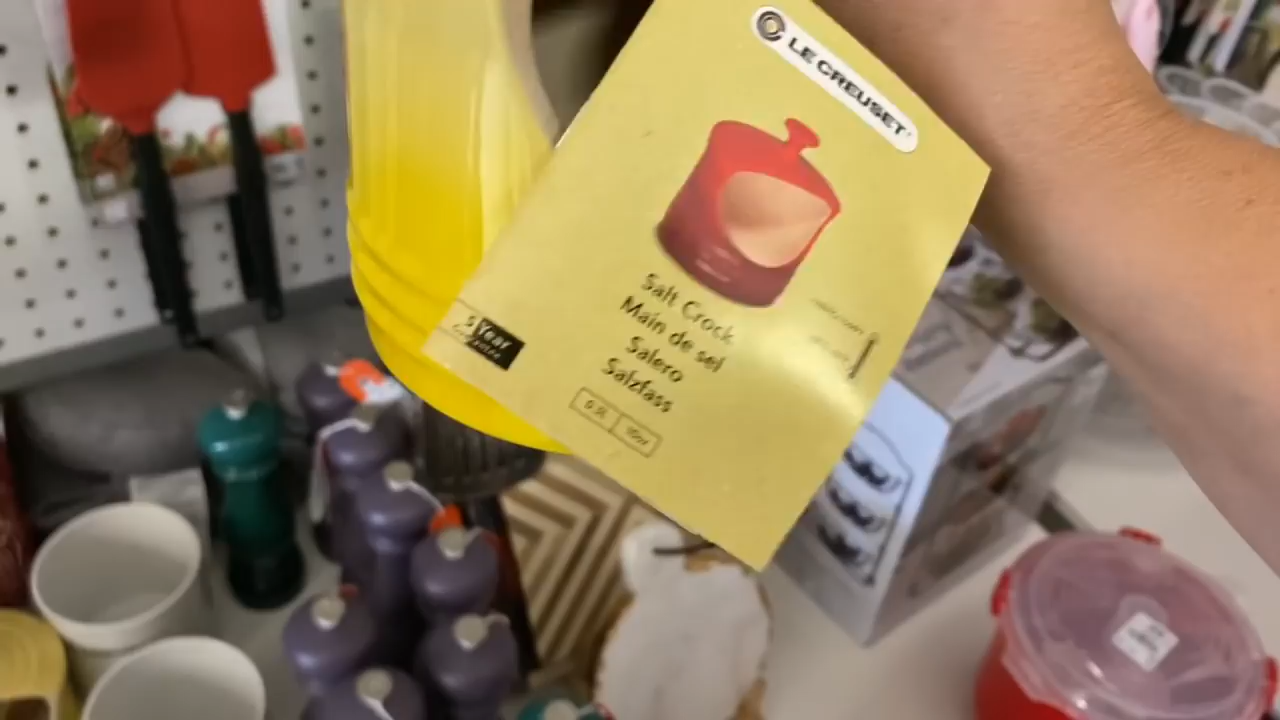 LE CREUSET
Salt Crock
Main de sel
Salero
Salzfass
5 Year